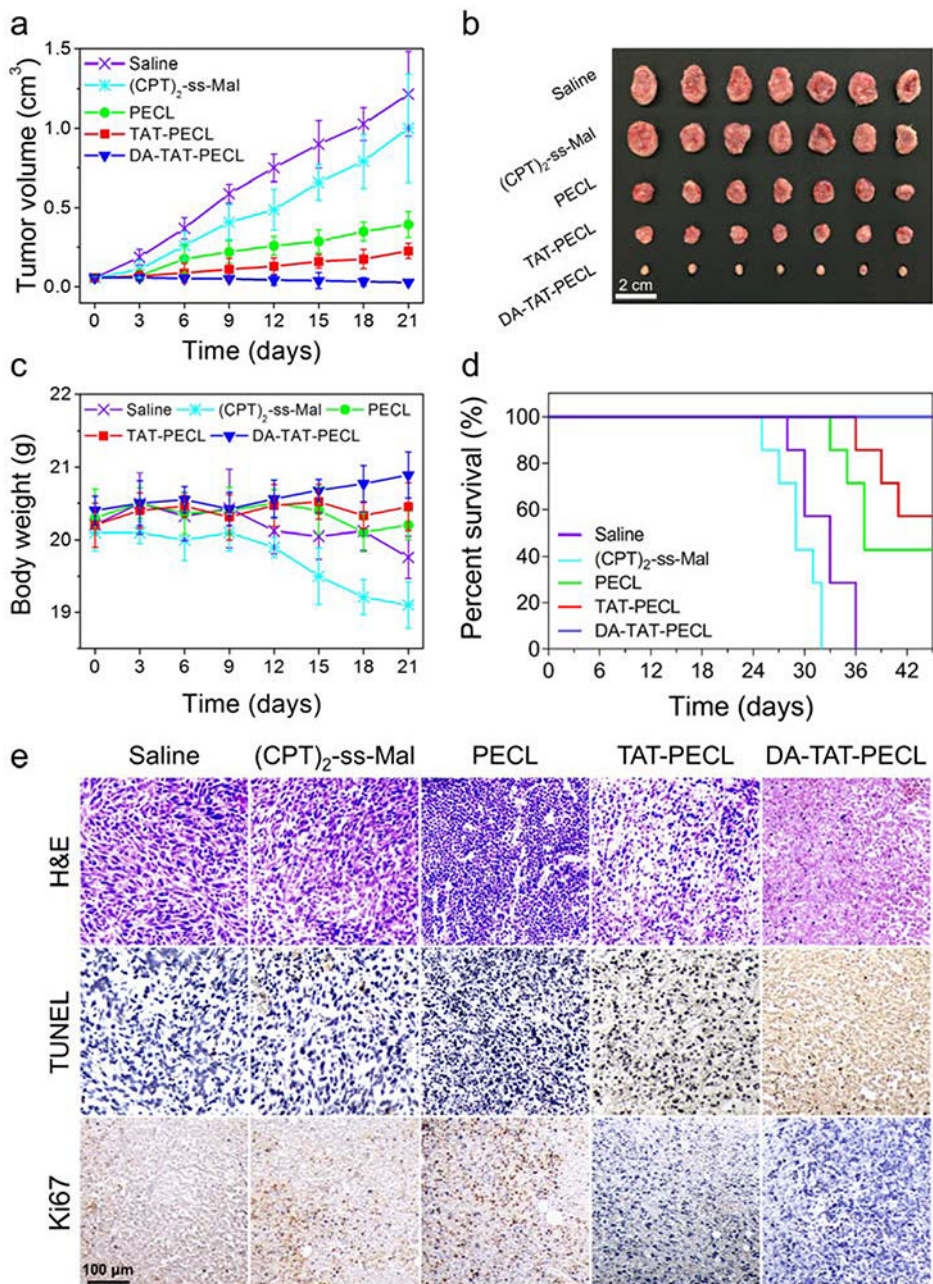 a
Tumor volume (cm³)
1.5
1.0
0.5
0.0
Saline
(CPT)₂-ss-Mal
PECL
TAT-PECL
DA-TAT-PECL
0 3 6 9 12 15 18 21
Time (days)
b
Saline
(CPT)₂-ss-Mal
PECL
TAT-PECL
DA-TAT-PECL
2 cm
c
Body weight (g)
22
21
20
19
Saline (CPT)₂-ss-Mal PECL
TAT-PECL DA-TAT-PECL
0 3 6 9 12 15 18 21
Time (days)
d
Percent survival (%)
100
80
60
40
20
0
Saline
(CPT)₂-ss-Mal
PECL
TAT-PECL
DA-TAT-PECL
0 6 12 18 24 30 36 42
Time (days)
e
Saline (CPT)₂-ss-Mal PECL TAT-PECL DA-TAT-PECL
H&E
TUNEL
Ki67
100 µm